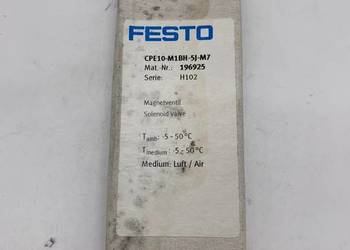 FESTO
CPE10-M1BH-5J-M7
Mat.-Nr.: 196925
Serie: H102
Magnetventil
Solenoid valve
Tamb: -5 - 50 °C
Tmedium: -5 - 50 °C
Medium: Luft / Air